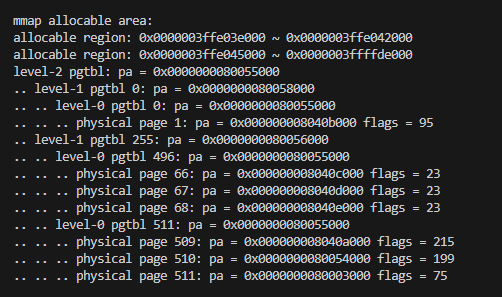 mmap allocable area:
allocable region: 0x0000003ffe03e000 ~ 0x0000003ffe042000
allocable region: 0x0000003ffe045000 ~ 0x0000003ffffde000
level-2 pgtbl: pa = 0x0000000080055000
.. level-1 pgtbl 0: pa = 0x0000000080058000
.. .. level-0 pgtbl 0: pa = 0x0000000080055000
.. .. .. physical page 1: pa = 0x000000008040b000 flags = 95
.. level-1 pgtbl 255: pa = 0x0000000080056000
.. .. level-0 pgtbl 496: pa = 0x0000000080055000
.. .. .. physical page 66: pa = 0x000000008040c000 flags = 23
.. .. .. physical page 67: pa = 0x000000008040d000 flags = 23
.. .. .. physical page 68: pa = 0x000000008040e000 flags = 23
.. .. level-0 pgtbl 511: pa = 0x0000000080055000
.. .. .. physical page 509: pa = 0x000000008040a000 flags = 215
.. .. .. physical page 510: pa = 0x0000000080054000 flags = 199
.. .. .. physical page 511: pa = 0x0000000080003000 flags = 75